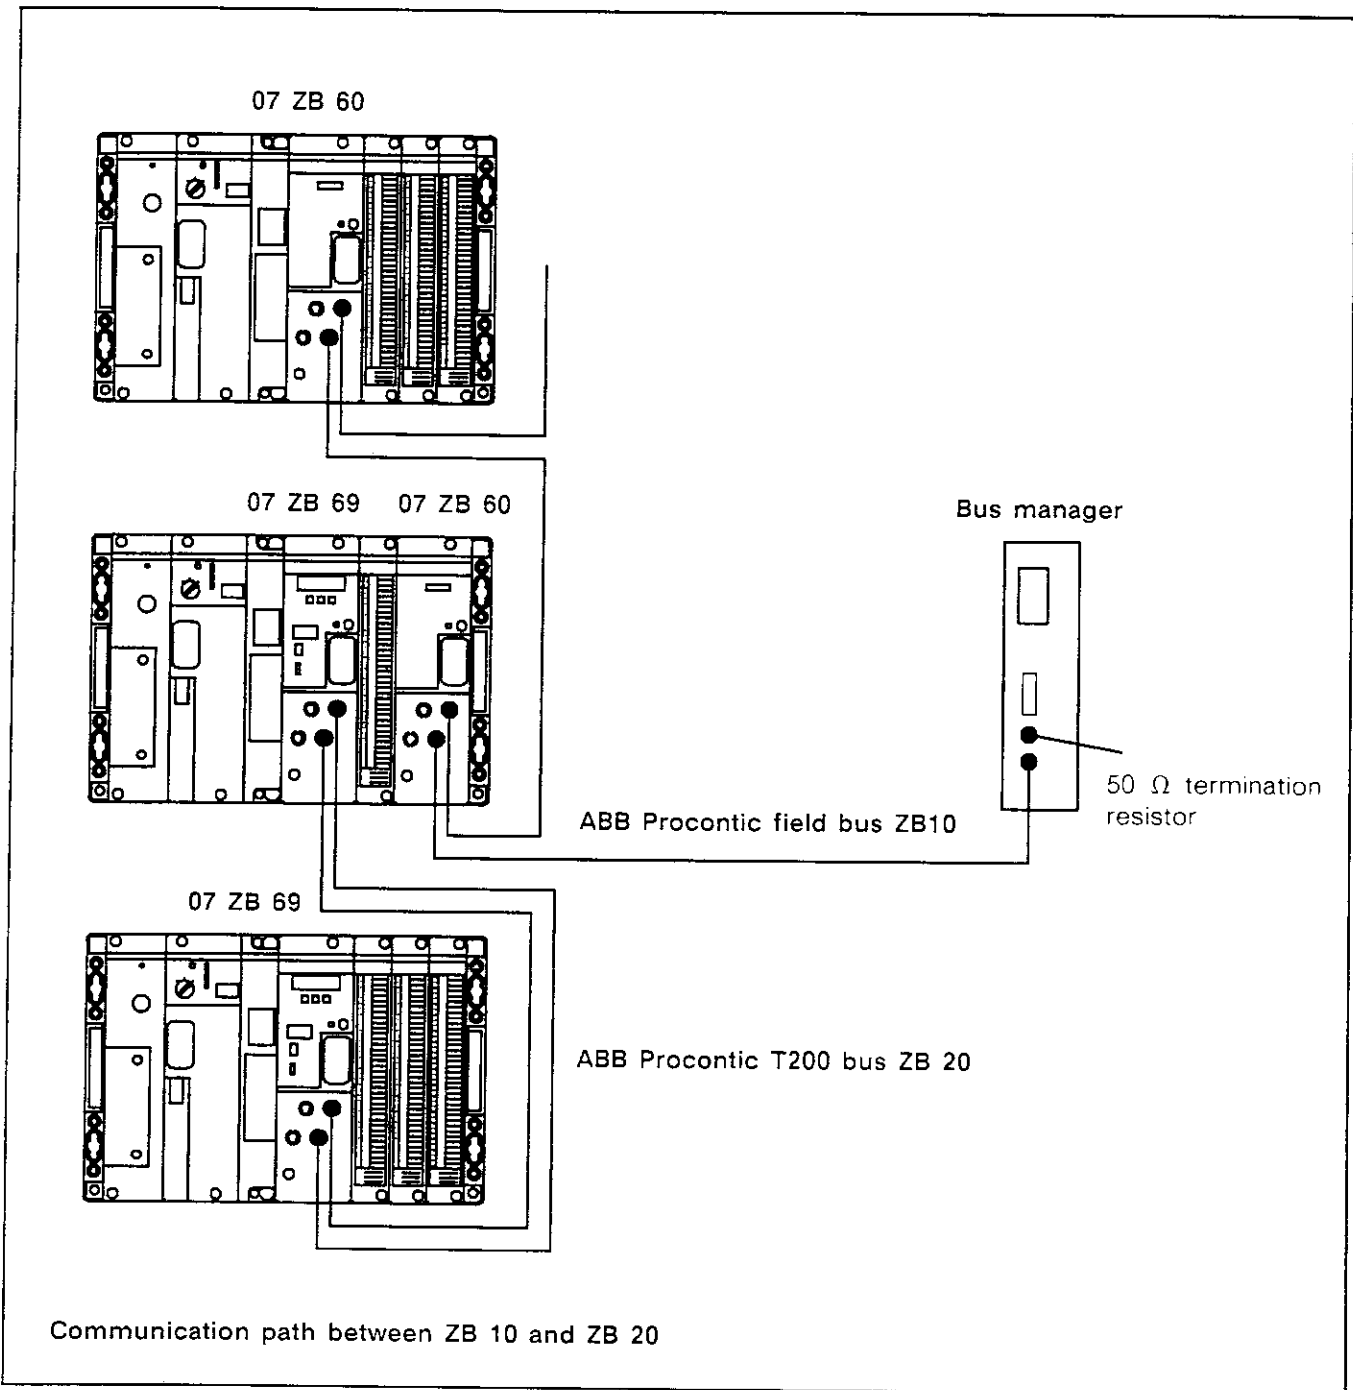 07 ZB 60
07 ZB 69
07 ZB 60
Bus manager
50 Ω termination
resistor
ABB Procontic field bus ZB10
07 ZB 69
ABB Procontic T200 bus ZB 20
Communication path between ZB 10 and ZB 20